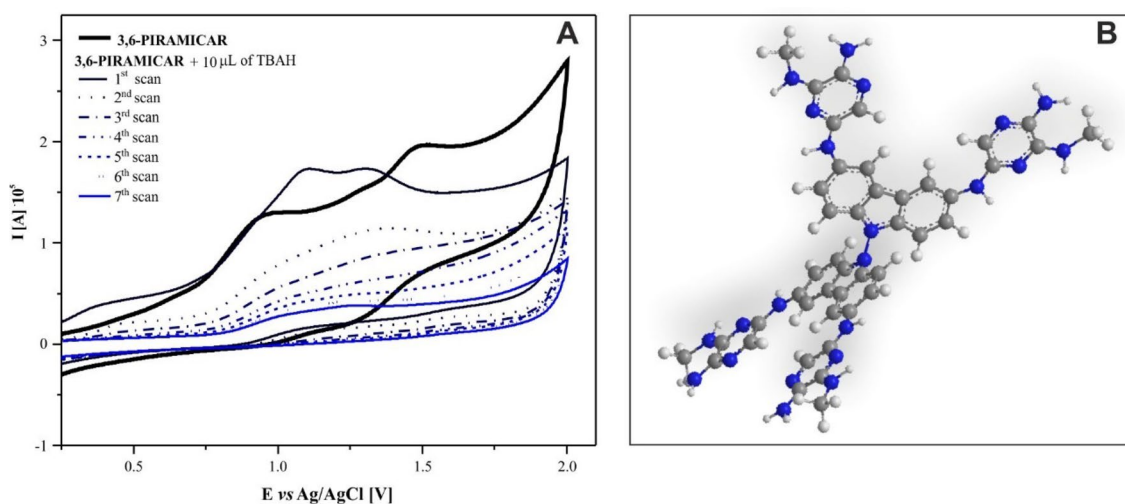 A
B
3,6-PIRAMICAR
3,6-PIRAMICAR + 10 μL of TBAH
1st scan
2nd scan
3rd scan
4th scan
5th scan
6th scan
7th scan
3
2
1
0
-1
I [A]·10⁵
0.5 1.0 1.5 2.0
E vs Ag/AgCl [V]